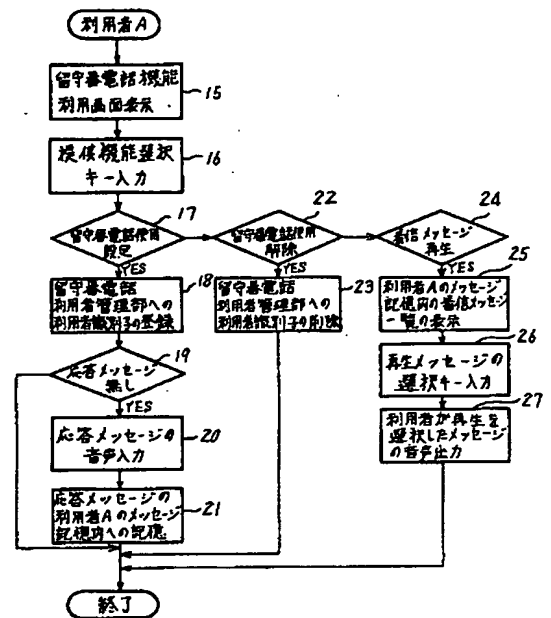 利用者A
留守番電話機能
利用画面表示
15
提供機能選択
キー入力
16
留守番電話使用
設定
17
YES
留守番電話
利用者管理部への
利用者識別子の登録
18
応答メッセージ
無し
19
YES
応答メッセージの
音声入力
20
応答メッセージの
利用者Aのメッセージ
記憶内への記憶
21
留守番電話使用
解除
22
YES
留守番電話
利用者管理部への
利用者識別子の削除
23
着信メッセージ
再生
24
YES
利用者Aのメッセージ
記憶内の着信メッセージ
一覧の表示
25
再生メッセージの
選択キー入力
26
利用者が再生を
選択したメッセージ
の音声出力
27
終了